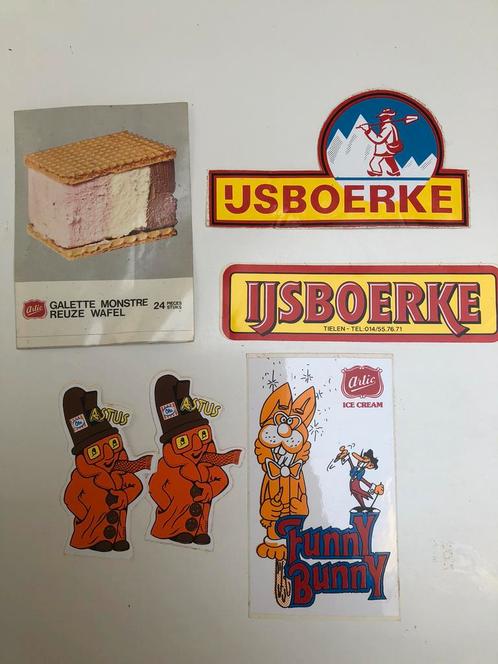 IJSBOERKE
Artic
GALETTE MONSTRE
REUZE WAFEL
24 PIECES
STUKS
IJSBOERKE
TIELEN - TEL: 014/55.76.71
ASTUS
ASTUS
Artic
ICE CREAM
Funny
Bunny